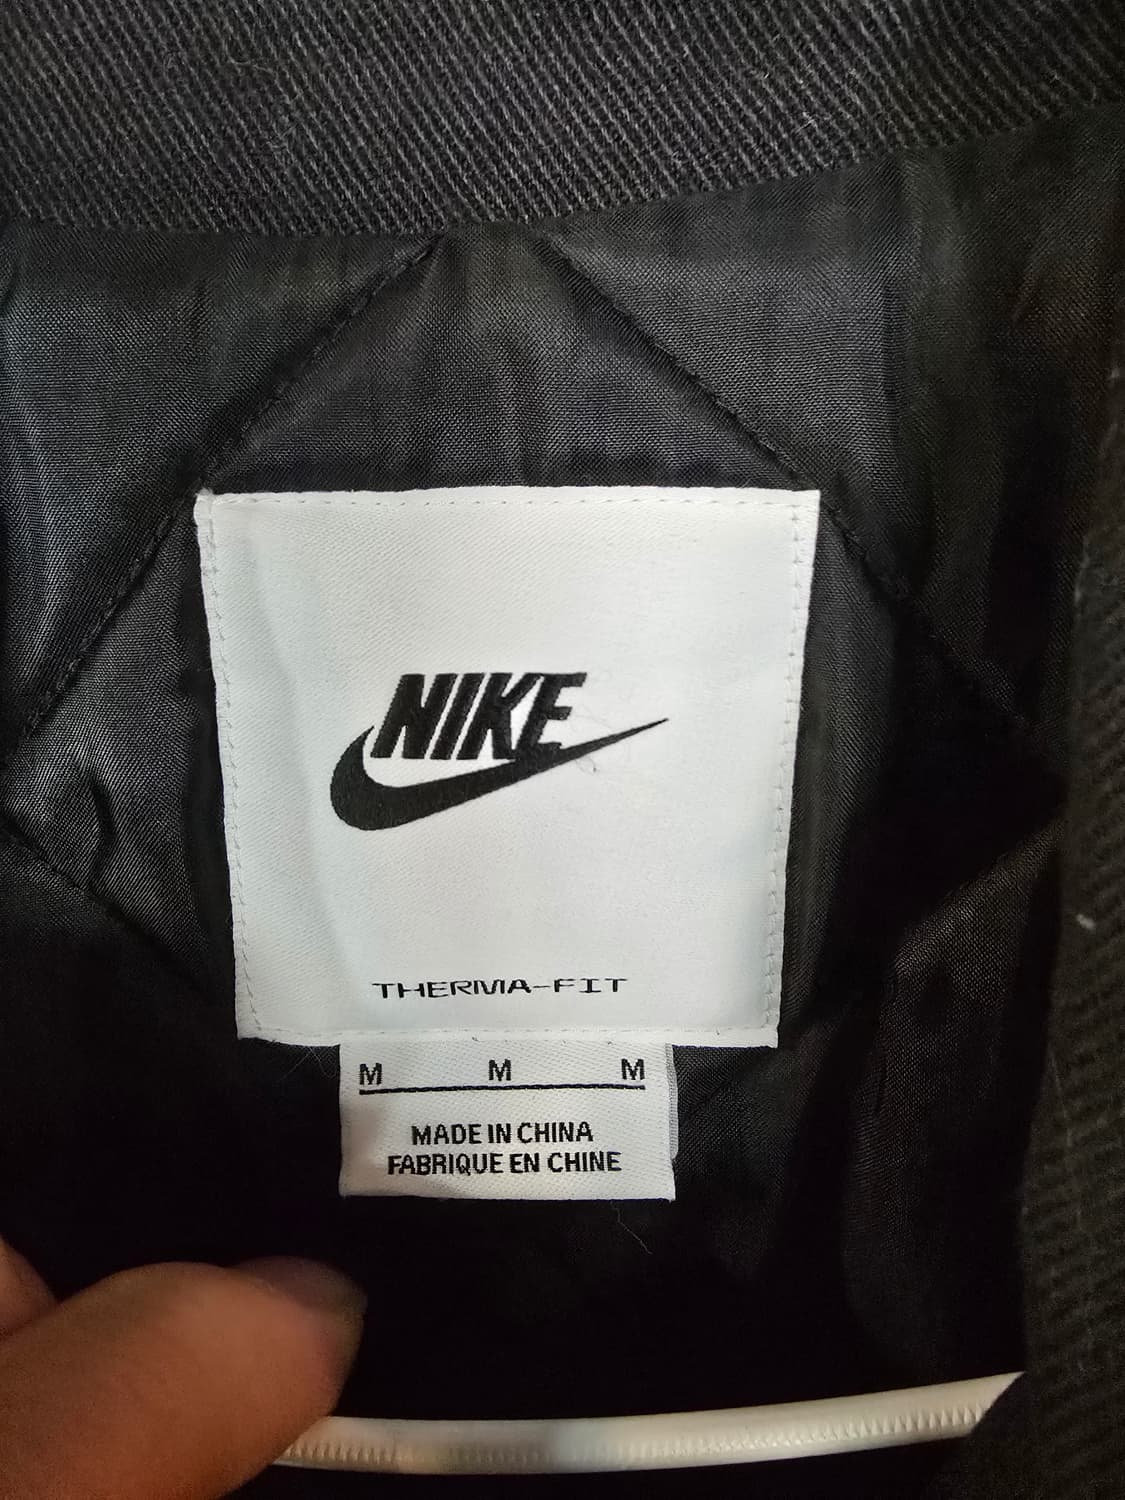 NIKE
THERMA-FIT
M M M
MADE IN CHINA
FABRIQUE EN CHINE